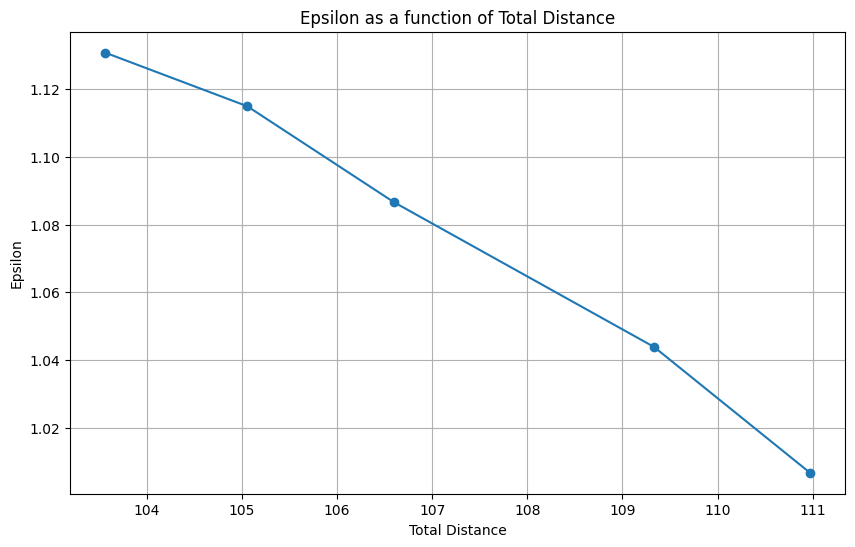 Epsilon as a function of Total Distance
Epsilon
1.12
1.10
1.08
1.06
1.04
1.02
104 105 106 107 108 109 110 111
Total Distance